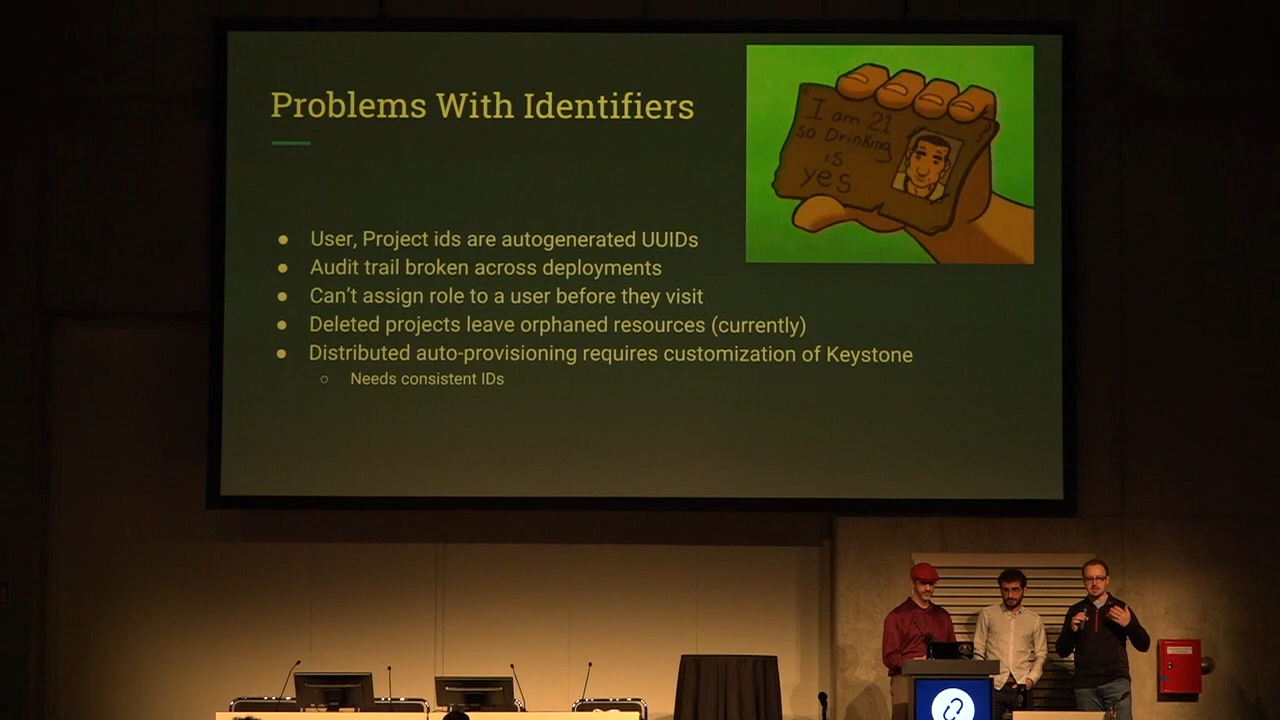 Problems With Identifiers
I am 21
so Drinking
is
yes
User, Project ids are autogenerated UUIDs
Audit trail broken across deployments
Can't assign role to a user before they visit
Deleted projects leave orphaned resources (currently)
Distributed auto-provisioning requires customization of Keystone
Needs consistent IDs